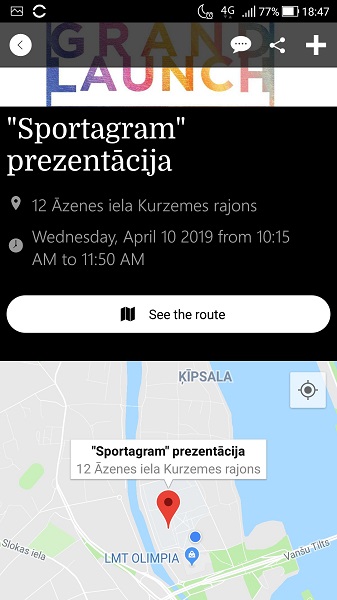 4G 77% 18:47
GRAND
LAUNCH
"Sportagram"
prezentācija
12 Āzenes iela Kurzemes rajons
Wednesday, April 10 2019 from 10:15
AM to 11:50 AM
See the route
ĶĪPSALA
"Sportagram" prezentācija
12 Āzenes iela Kurzemes rajons
Slokas iela
LMT OLIMPIA
Vanšu Tilts